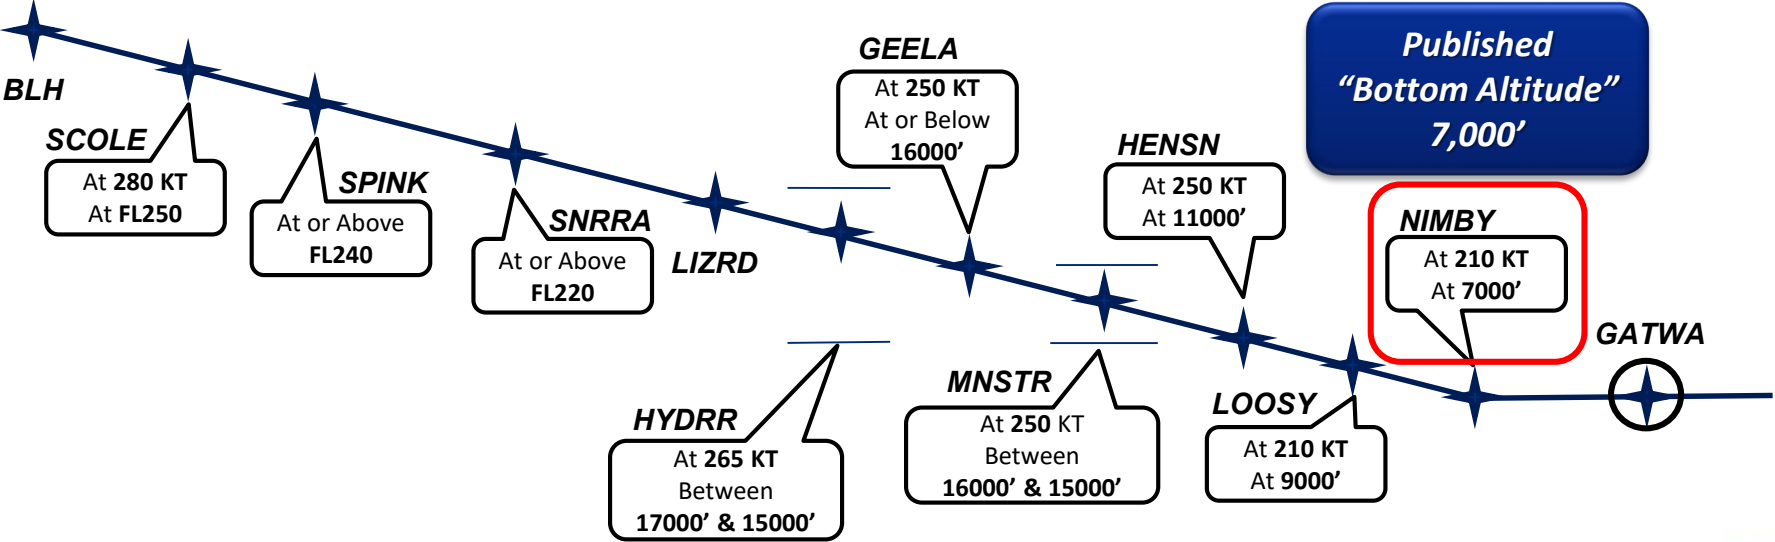 BLH
SCOLE
At 280 KT
At FL250
SPINK
At or Above
FL240
SNRRA
At or Above
FL220
LIZRD
HYDRR
At 265 KT
Between
17000’ & 15000’
GEELA
At 250 KT
At or Below
16000’
MNSTR
At 250 KT
Between
16000’ & 15000’
HENSN
At 250 KT
At 11000’
LOOSY
At 210 KT
At 9000’
Published
“Bottom Altitude”
7,000’
NIMBY
At 210 KT
At 7000’
GATWA